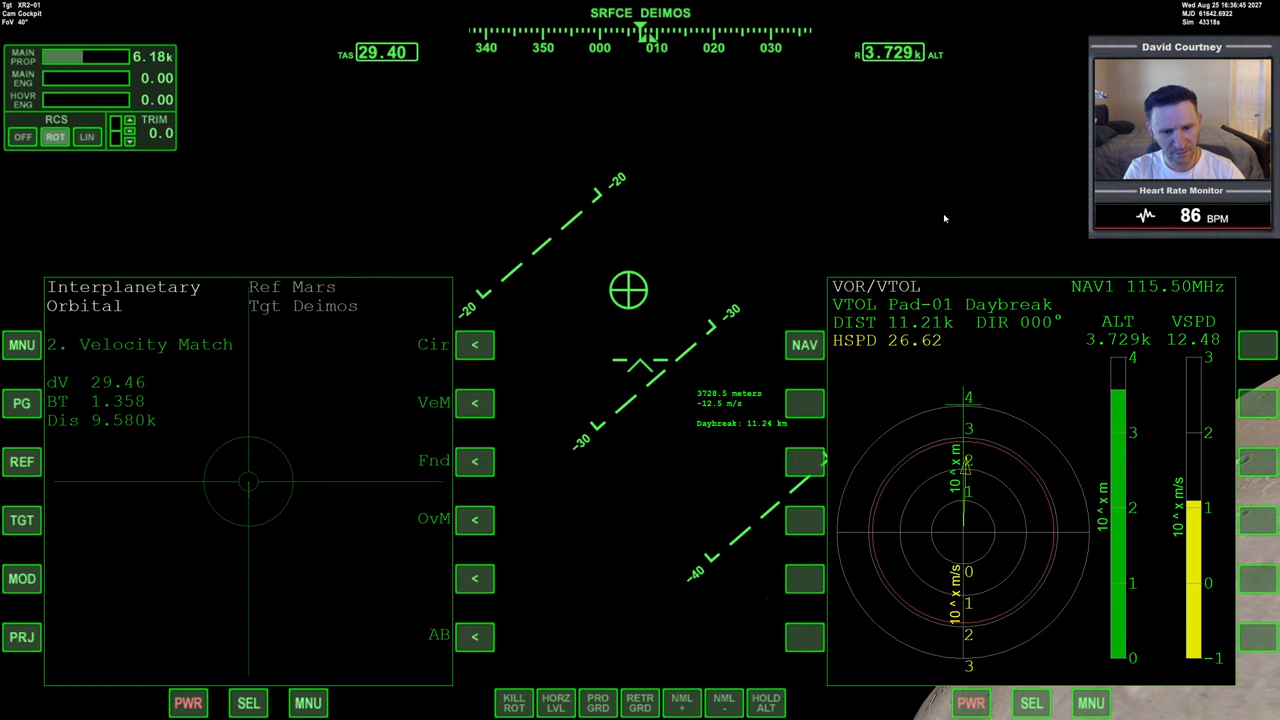 Tgt XR2-01
Cam Cockpit
FoV 40°
SRFCE DEIMOS
Wed Aug 25 16:36:45 2027
MJD 61642.6922
Sim 43318s
340 350 000 010 020 030
TAS 29.40
R 3.729k ALT
MAIN PROP 6.18k
MAIN ENG 0.00
HOVR ENG 0.00
RCS
TRIM
OFF ROT LIN
0.0
David Courtney
Heart Rate Monitor
86 BPM
-20
-20
-30
-30
-40
3728.5 meters
-12.5 m/s
Daybreak: 11.24 km
Interplanetary Ref Mars
Orbital Tgt Deimos
2. Velocity Match
dV 29.46
BT 1.358
Dis 9.580k
Cir
VeM
Fnd
OvM
AB
MNU
PG
REF
TGT
MOD
PRJ
<
<
<
<
<
<
PWR SEL MNU
KILL ROT
HORZ LVL
PRO GRD
RETR GRD
NML +
NML -
HOLD ALT
NAV
VOR/VTOL NAV1 115.50MHz
VTOL Pad-01 Daybreak
DIST 11.21k DIR 000°
HSPD 26.62
ALT VSPD
3.729k 12.48
4
3
2
1
10 ^ x m
0
1
2
3
10 ^ x m/s
4
3
2
1
0
10 ^ x m
3
2
1
0
-1
10 ^ x m/s
PWR SEL MNU